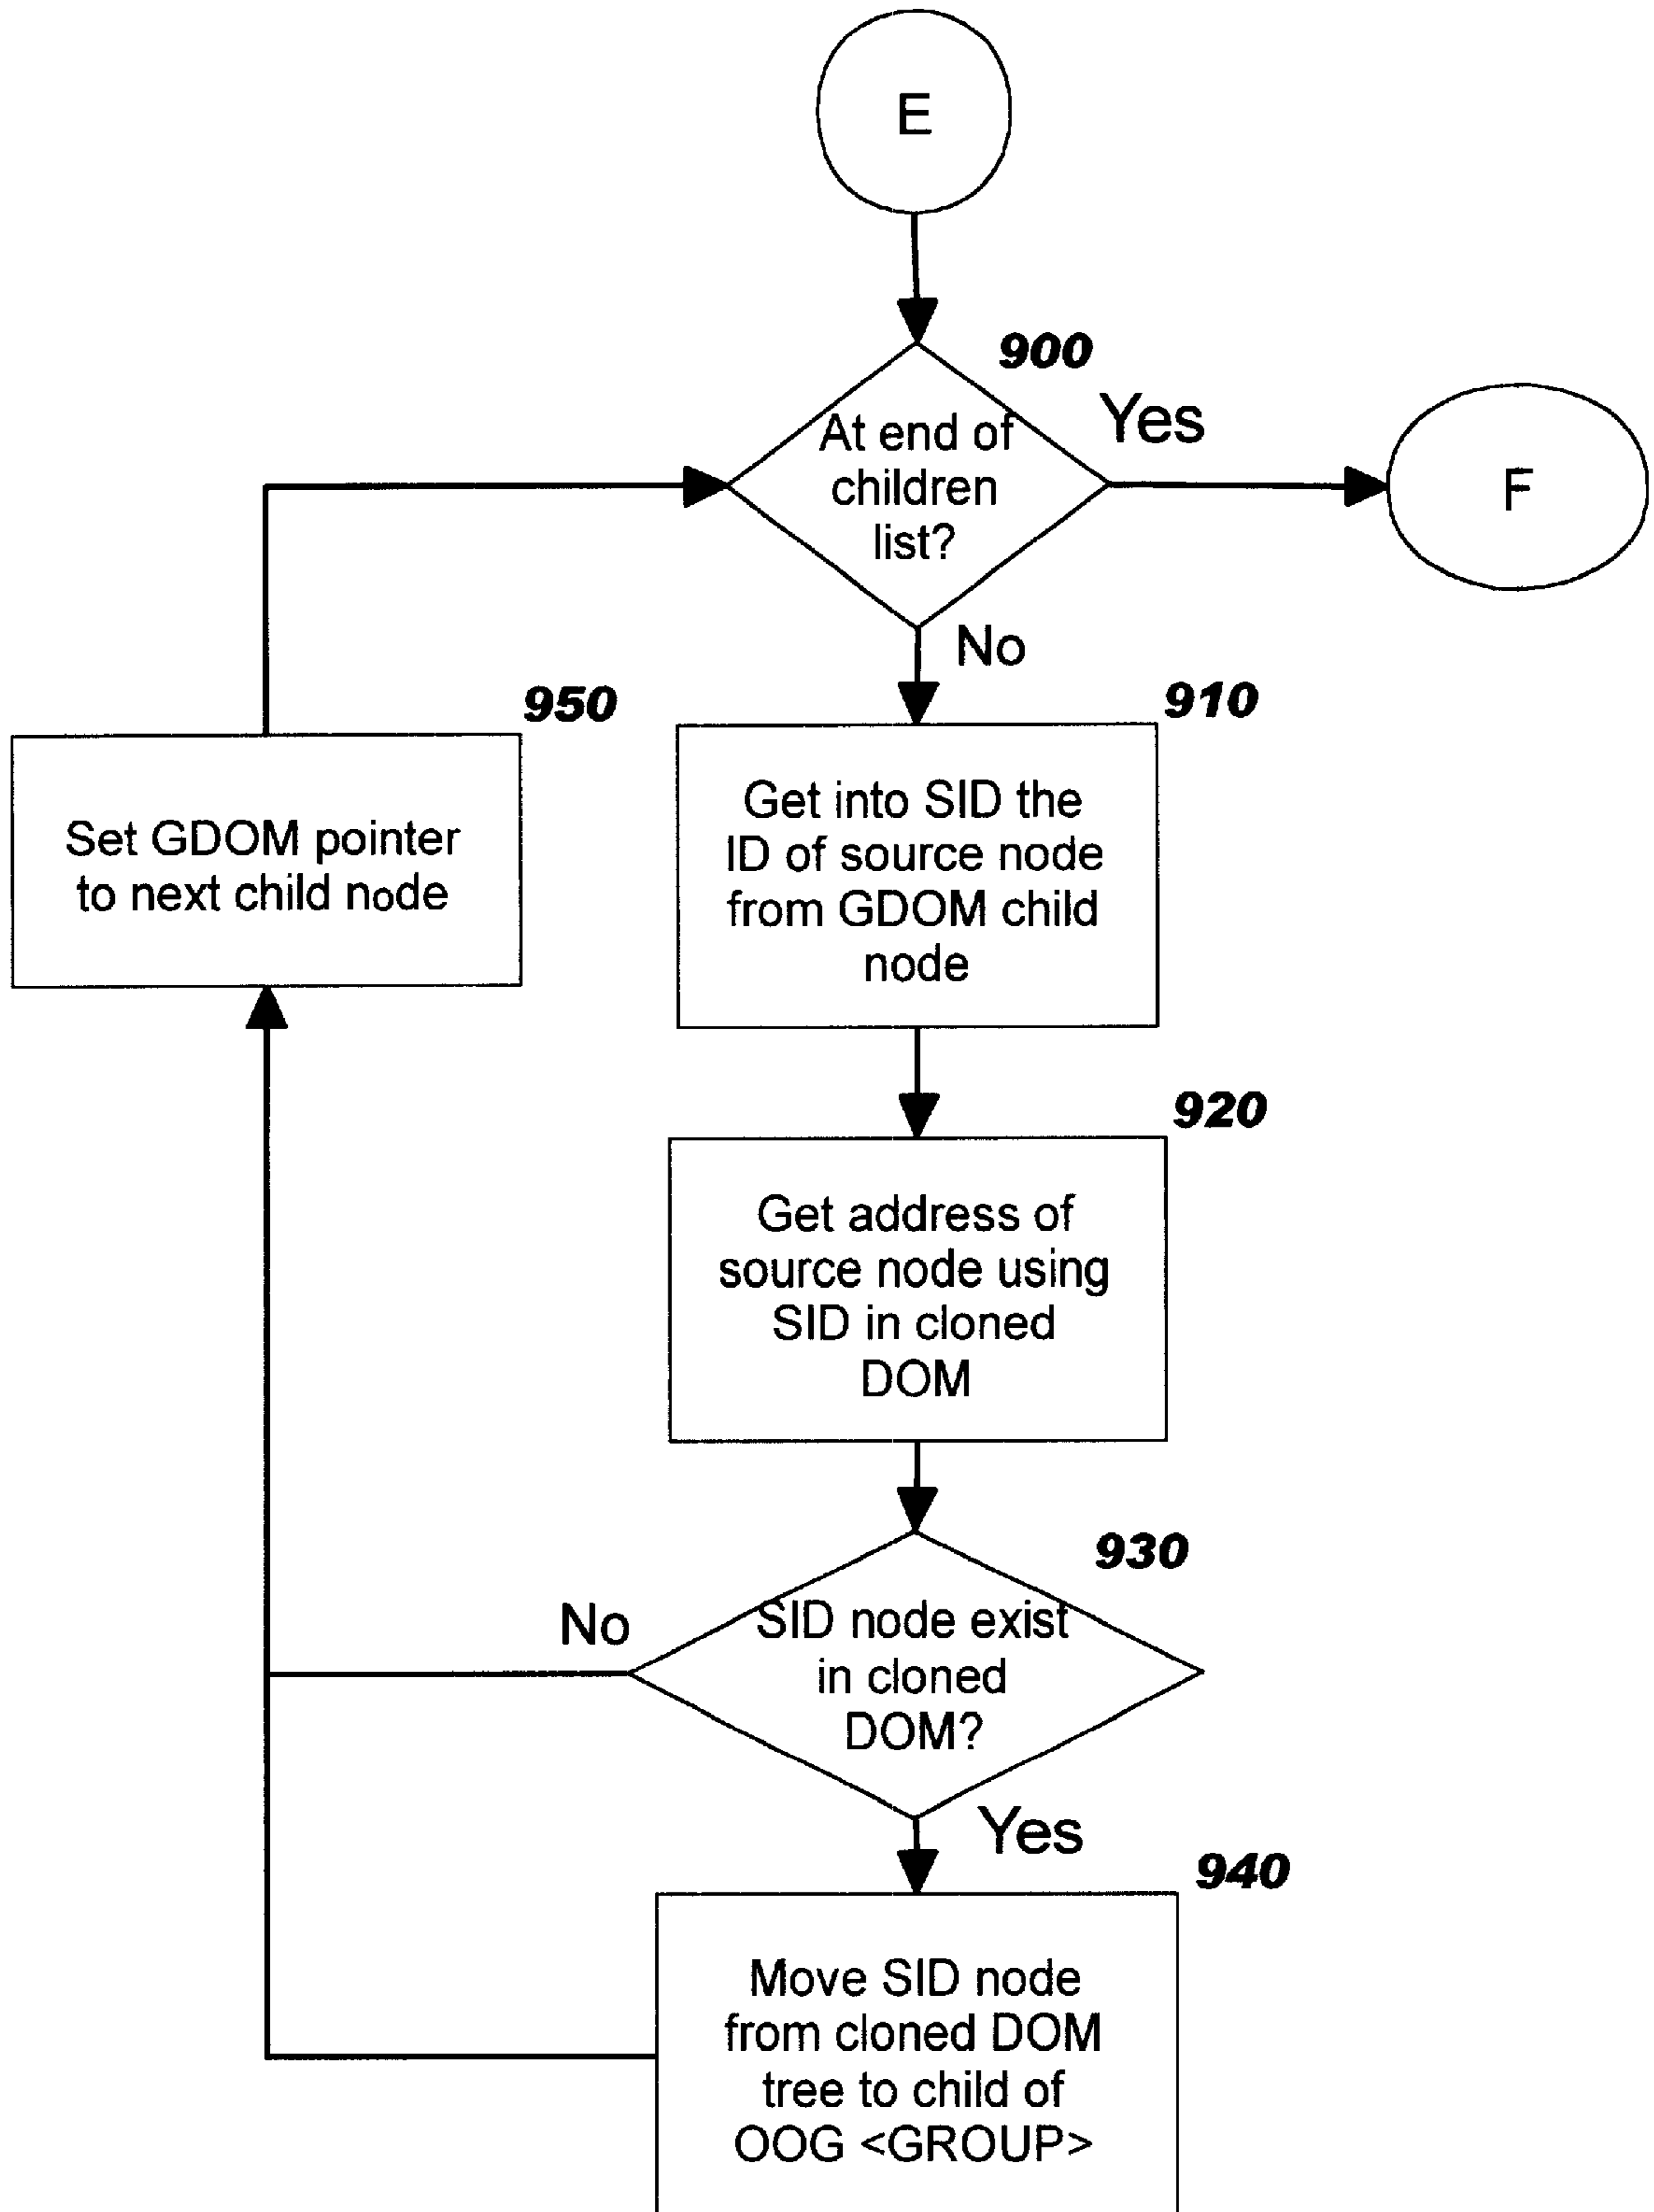 E
900
At end of
children
list?
Yes
F
No
950
Set GDOM pointer
to next child node
910
Get into SID the
ID of source node
from GDOM child
node
920
Get address of
source node using
SID in cloned
DOM
930
SID node exist
in cloned
DOM?
No
Yes
940
Move SID node
from cloned DOM
tree to child of
OOG <GROUP>